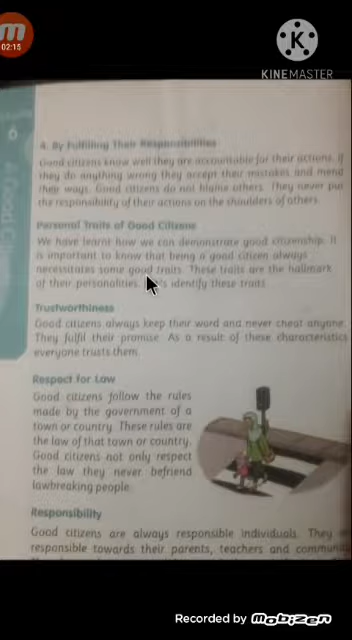 02:15
KINEMASTER
6
4. By Fulfilling Their Responsibilities
Good citizens know well they are accountable for their actions. If
they do anything wrong they accept their mistakes and mend
their ways. Good citizens do not blame others. They never put
the responsibility of their actions on the shoulders of others.
Personal Traits of Good Citizens
We have learnt how we can demonstrate good citizenship. It
is important to know that being a good citizen always
necessitates some good traits. These traits are the hallmark
of their personalities. identify these traits.
Trustworthiness
Good citizens always keep their word and never cheat anyone.
They fulfil their promise. As a result of these characteristics
everyone trusts them.
Respect for Law
Good citizens follow the rules
made by the government of a
town or country. These rules are
the law of that town or country.
Good citizens not only respect
the law they never befriend
lawbreaking people.
Responsibility
Good citizens are always responsible individuals. They
responsible towards their parents, teachers and
Recorded by Mobizen